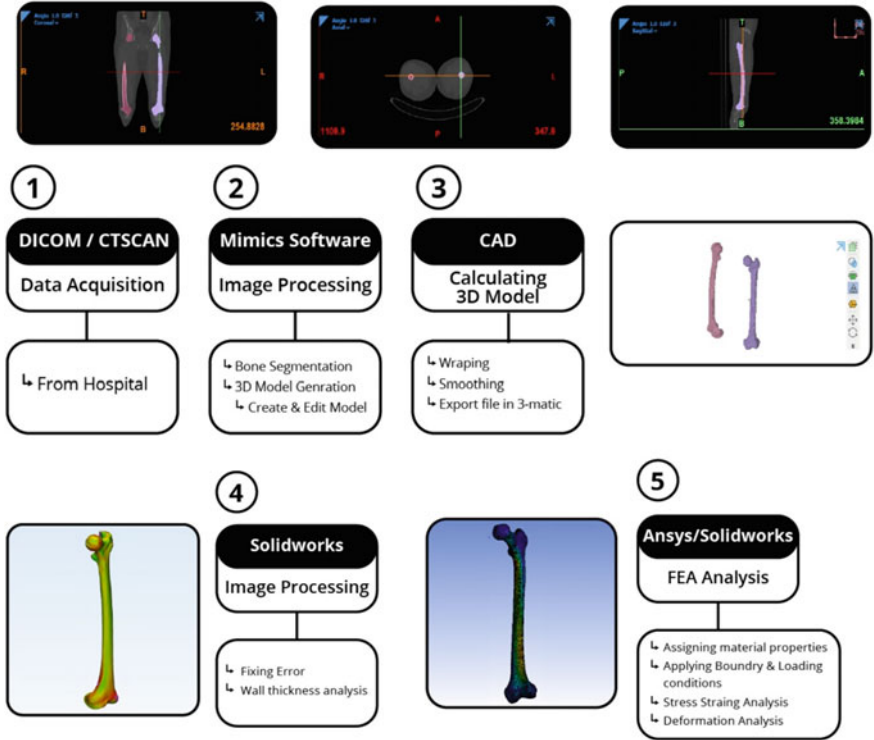 T
R
L
B
254.8828
A
R
L
P
1108.9
347.8
T
P
A
B
358.3984
1
2
3
DICOM / CTSCAN
Data Acquisition
↳ From Hospital
Mimics Software
Image Processing
↳ Bone Segmentation
↳ 3D Model Genration
↳ Create & Edit Model
CAD
Calculating
3D Model
↳ Wraping
↳ Smoothing
↳ Export file in 3-matic
4
Solidworks
Image Processing
↳ Fixing Error
↳ Wall thickness analysis
5
Ansys/Solidworks
FEA Analysis
↳ Assigning material properties
↳ Applying Boundry & Loading
conditions
↳ Stress Straing Analysis
↳ Deformation Analysis